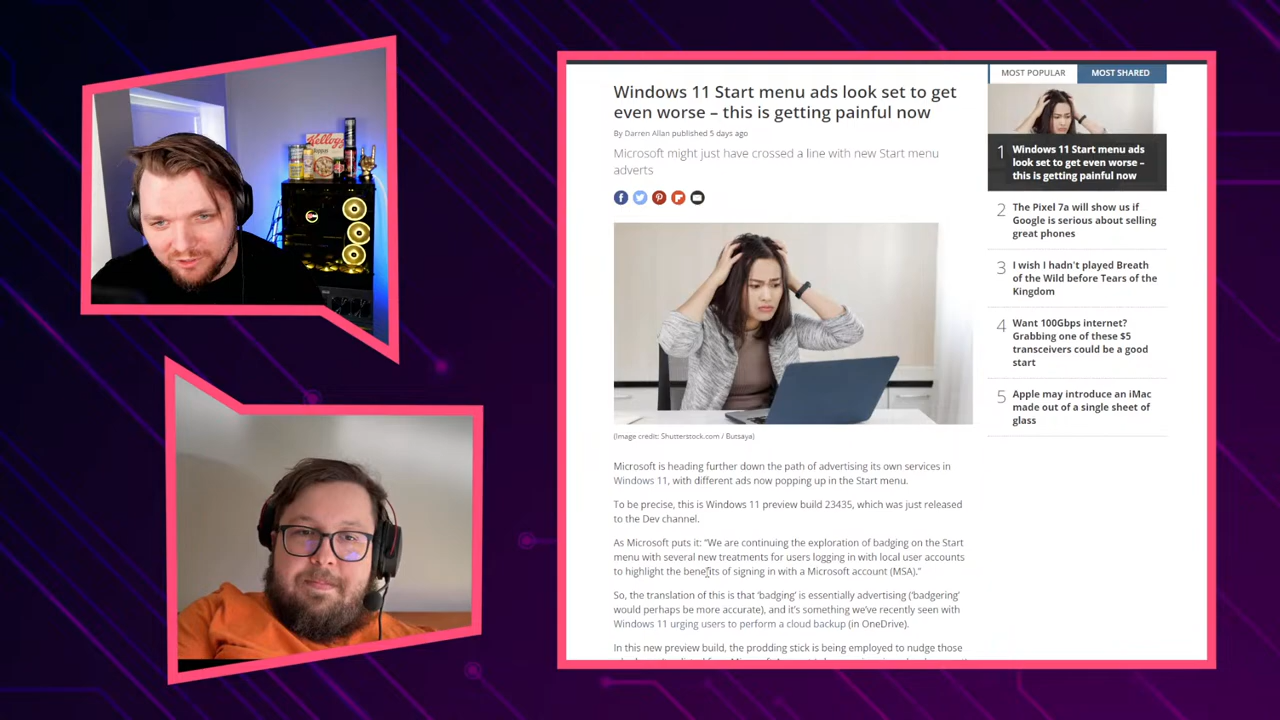 Kellogg's
Windows 11 Start menu ads look set to get
even worse – this is getting painful now
By Darren Allan published 5 days ago
Microsoft might just have crossed a line with new Start menu
adverts
(Image credit: Shutterstock.com / Butsaya)
Microsoft is heading further down the path of advertising its own services in
Windows 11, with different ads now popping up in the Start menu.
To be precise, this is Windows 11 preview build 23435, which was just released
to the Dev channel.
As Microsoft puts it: “We are continuing the exploration of badging on the Start
menu with several new treatments for users logging in with local user accounts
to highlight the benefits of signing in with a Microsoft account (MSA).”
So, the translation of this is that ‘badging’ is essentially advertising (‘badgering’
would perhaps be more accurate), and it's something we've recently seen with
Windows 11 urging users to perform a cloud backup (in OneDrive).
In this new preview build, the prodding stick is being employed to nudge those
MOST POPULAR
MOST SHARED
1 Windows 11 Start menu ads
look set to get even worse –
this is getting painful now
2 The Pixel 7a will show us if
Google is serious about selling
great phones
3 I wish I hadn't played Breath
of the Wild before Tears of the
Kingdom
4 Want 100Gbps internet?
Grabbing one of these $5
transceivers could be a good
start
5 Apple may introduce an iMac
made out of a single sheet of
glass